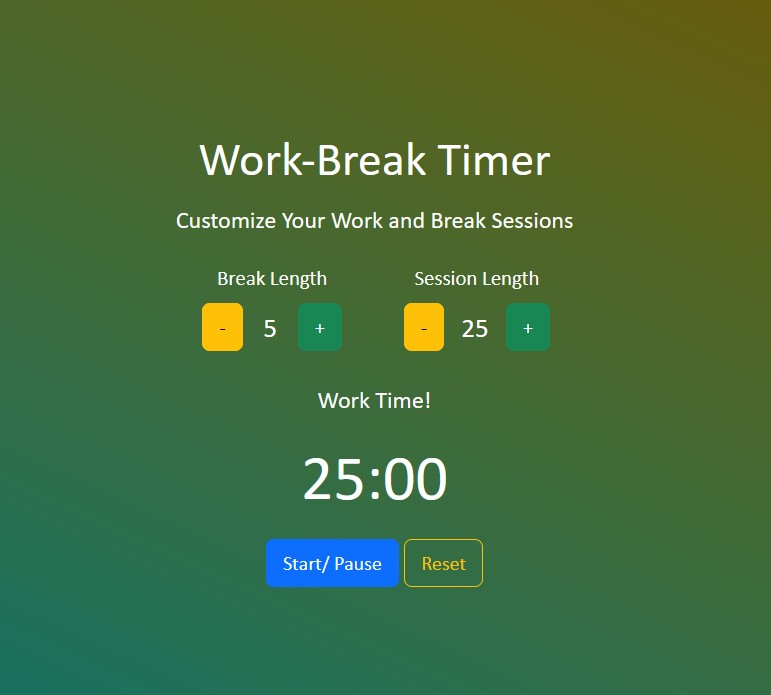 Work-Break Timer
Customize Your Work and Break Sessions
Break Length Session Length
- 5 + - 25 +
Work Time!
25:00
Start/ Pause Reset